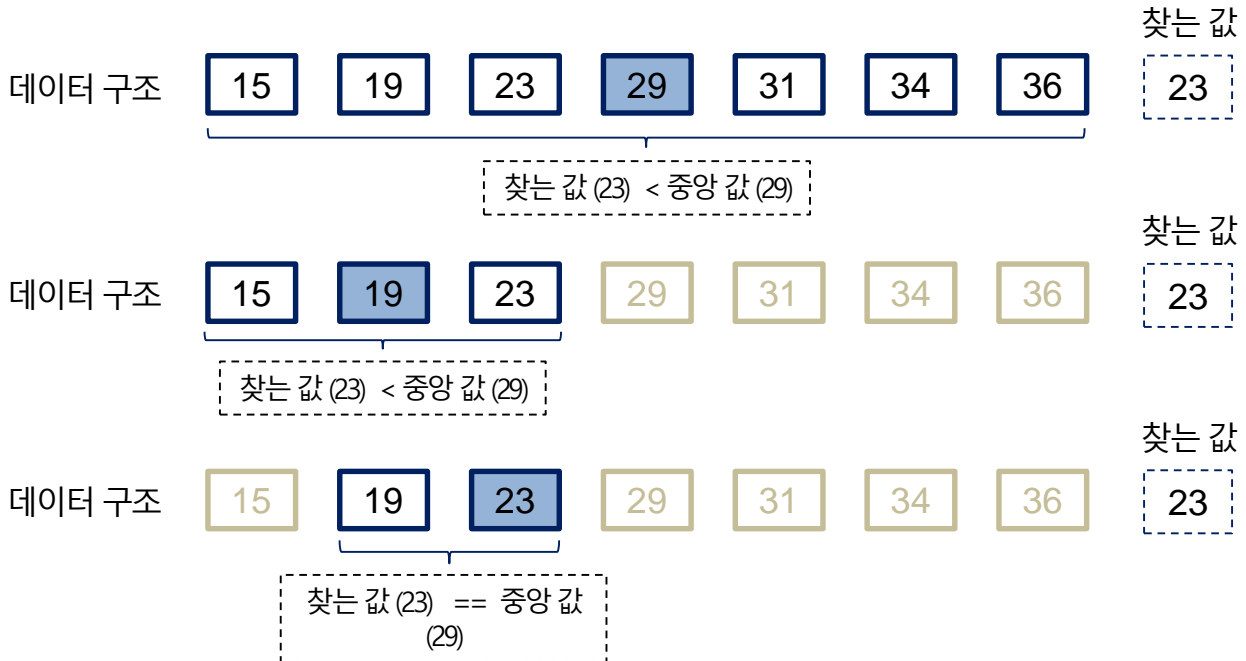 찾는 값
데이터 구조 15 19 23 29 31 34 36 23
찾는 값 (23) < 중앙 값 (29)
찾는 값
데이터 구조 15 19 23 29 31 34 36 23
찾는 값 (23) < 중앙 값 (29)
찾는 값
데이터 구조 15 19 23 29 31 34 36 23
찾는 값 (23) == 중앙 값
(29)